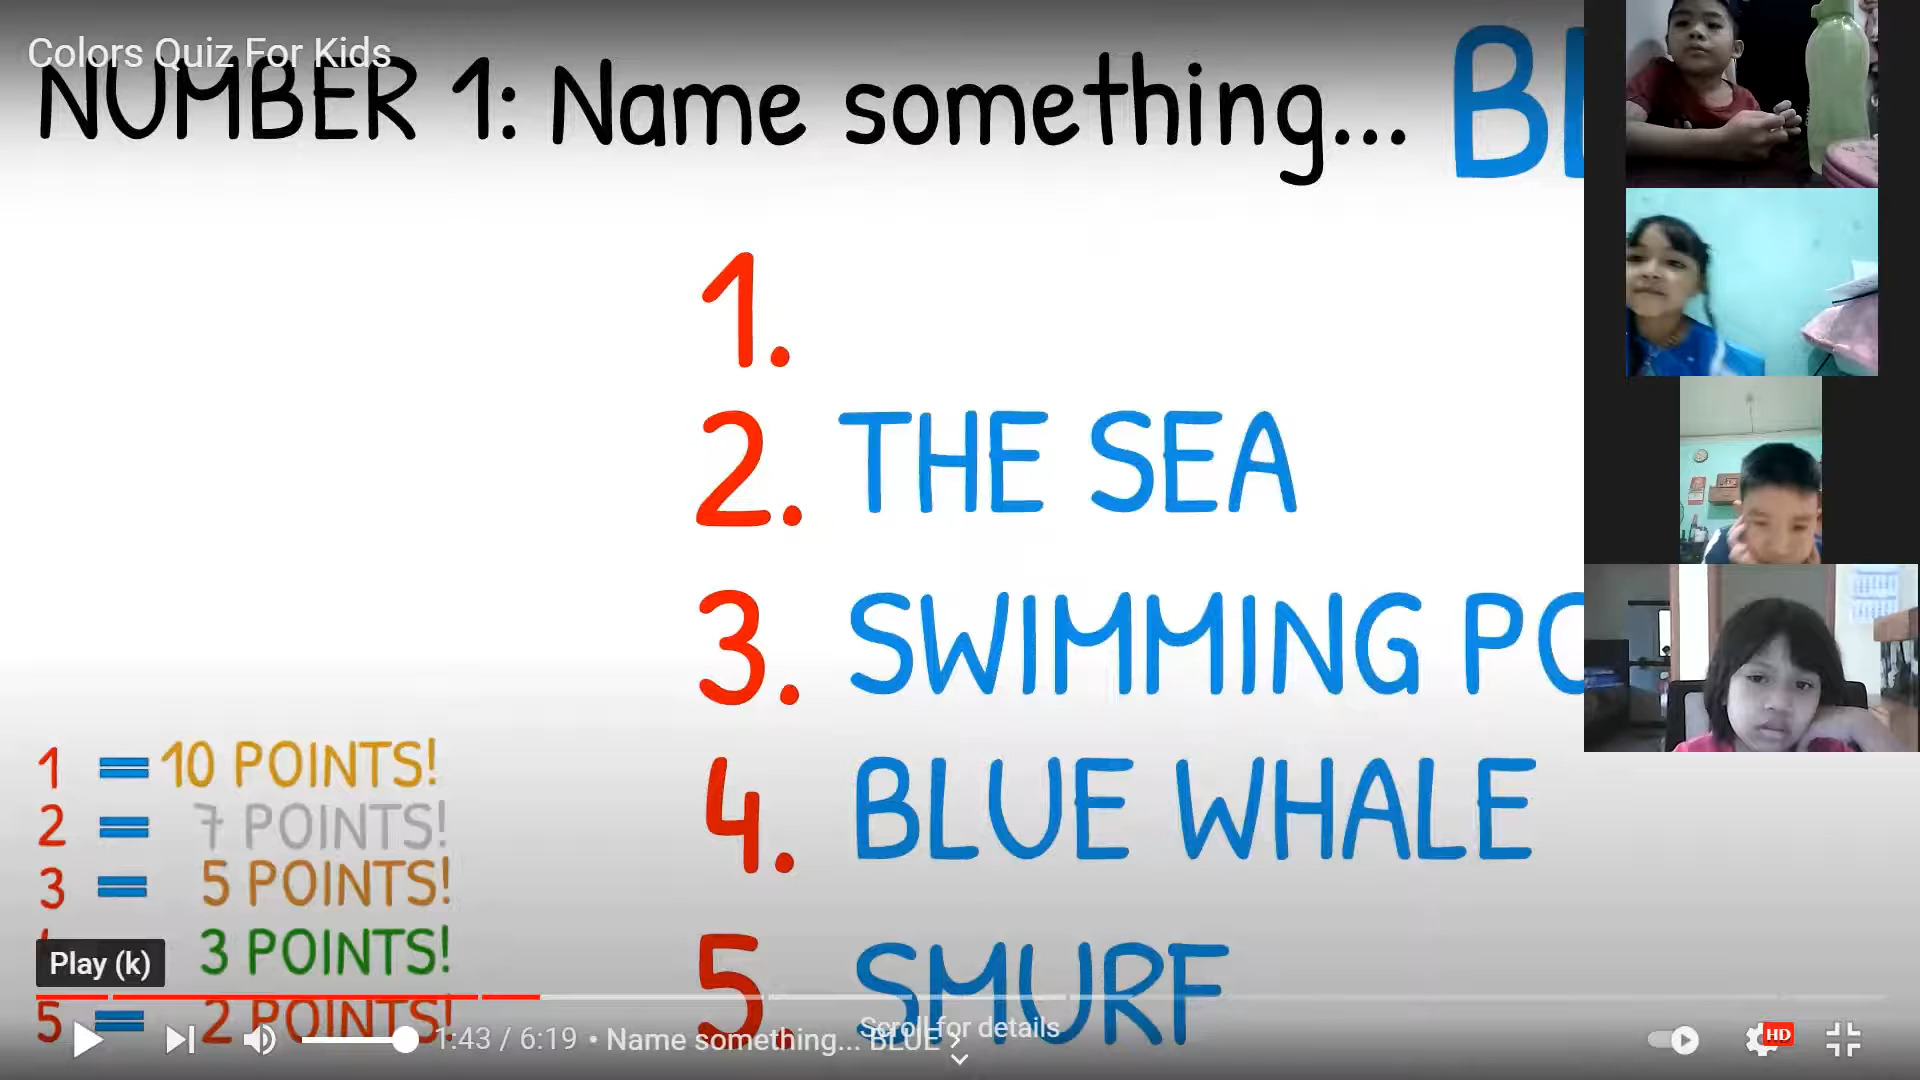 Colors Quiz For Kids
NUMBER 1: Name something... BL
1.
2. THE SEA
3. SWIMMING PO
4. BLUE WHALE
5. SMURF
1 = 10 POINTS!
2 = 7 POINTS!
3 = 5 POINTS!
3 POINTS!
5 = 2 POINTS!
Play (k)
1:43 / 6:19 • Name something... BLUE
Scroll for details
HD